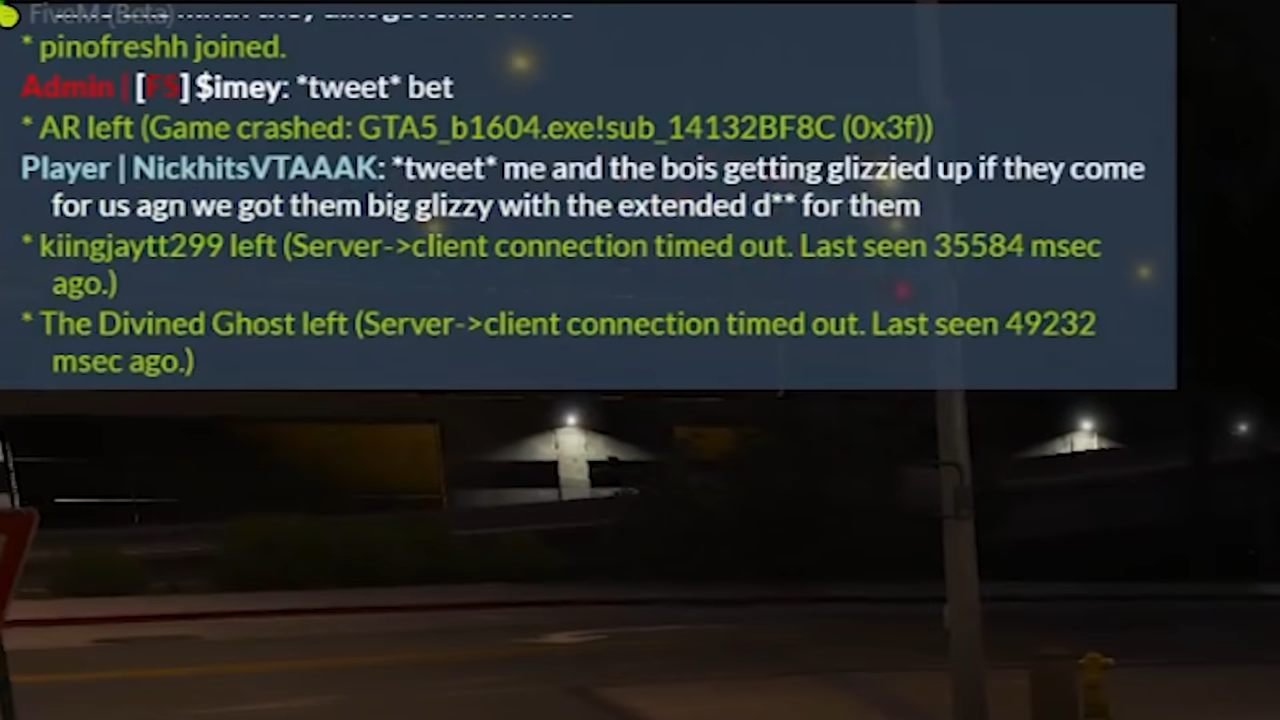 FiveM (Beta)
* pinofreshh joined.
Admin | [F5] $imey: *tweet* bet
* AR left (Game crashed: GTA5_b1604.exe!sub_14132BF8C (0x3f))
Player | NickhitsVTAAAK: *tweet* me and the bois getting glizzied up if they come
for us agn we got them big glizzy with the extended d** for them
* kiingjaytt299 left (Server->client connection timed out. Last seen 35584 msec
ago.)
* The Divined Ghost left (Server->client connection timed out. Last seen 49232
msec ago.)